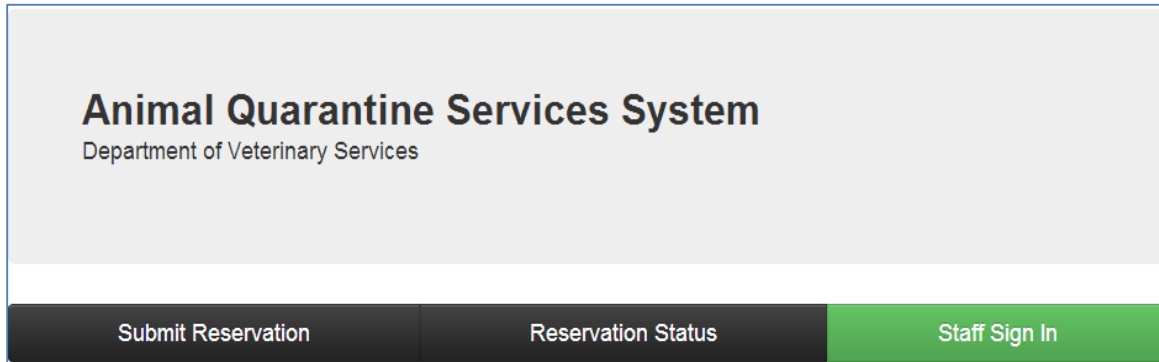 Animal Quarantine Services System
Department of Veterinary Services
Submit Reservation
Reservation Status
Staff Sign In